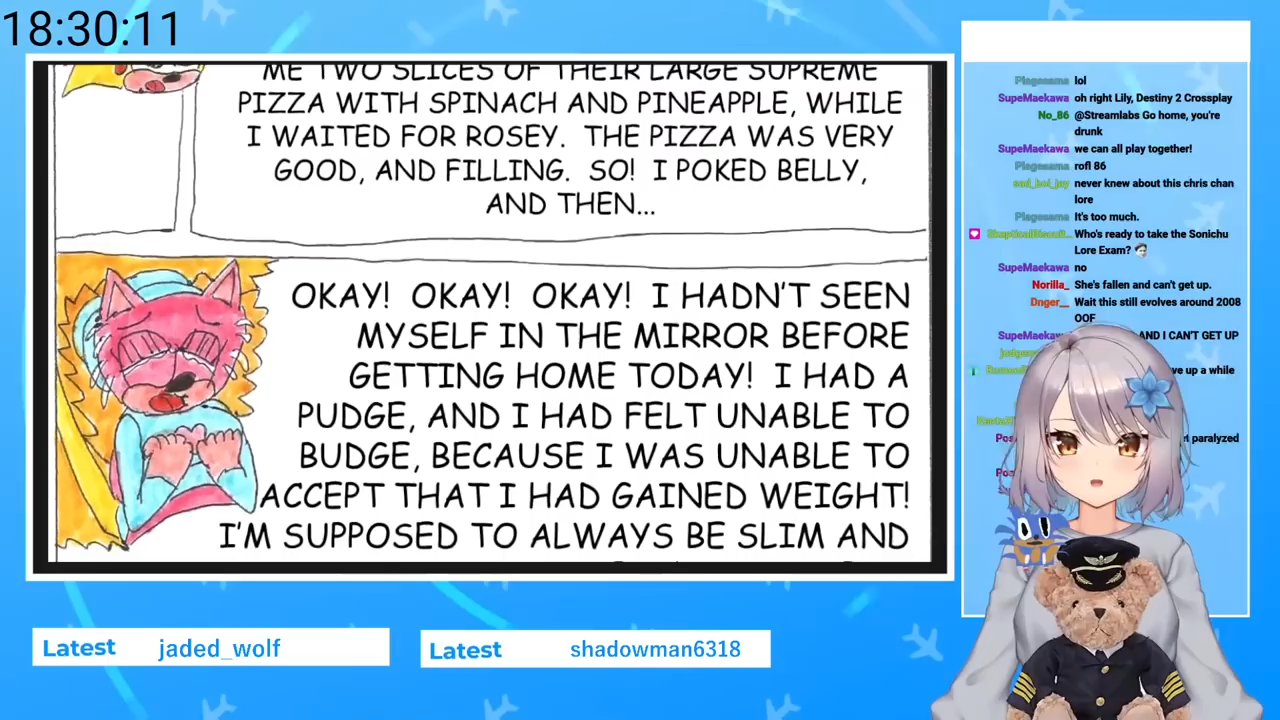 18:30:11
ME TWO SLICES OF THEIR LARGE SUPREME
PIZZA WITH SPINACH AND PINEAPPLE, WHILE
I WAITED FOR ROSEY. THE PIZZA WAS VERY
GOOD, AND FILLING. SO! I POKED BELLY,
AND THEN...
OKAY! OKAY! OKAY! I HADN'T SEEN
MYSELF IN THE MIRROR BEFORE
GETTING HOME TODAY! I HAD A
PUDGE, AND I HAD FELT UNABLE TO
BUDGE, BECAUSE I WAS UNABLE TO
ACCEPT THAT I HAD GAINED WEIGHT!
I'M SUPPOSED TO ALWAYS BE SLIM AND
Plagesama lol
SupeMaekawa oh right Lily, Destiny 2 Crossplay
No_86 @Streamlabs Go home, you're
drunk
SupeMaekawa we can all play together!
Plagesama rofl 86
sad_boi_jay never knew about this chris chan
lore
Plagesama It's too much.
Who's ready to take the Sonichu
Lore Exam?
SupeMaekawa no
Norilla_ She's fallen and can't get up.
Dnger__ Wait this still evolves around 2008
OOF
AND I CAN'T GET UP
up a while
paralyzed
Latest jaded_wolf
Latest shadowman6318